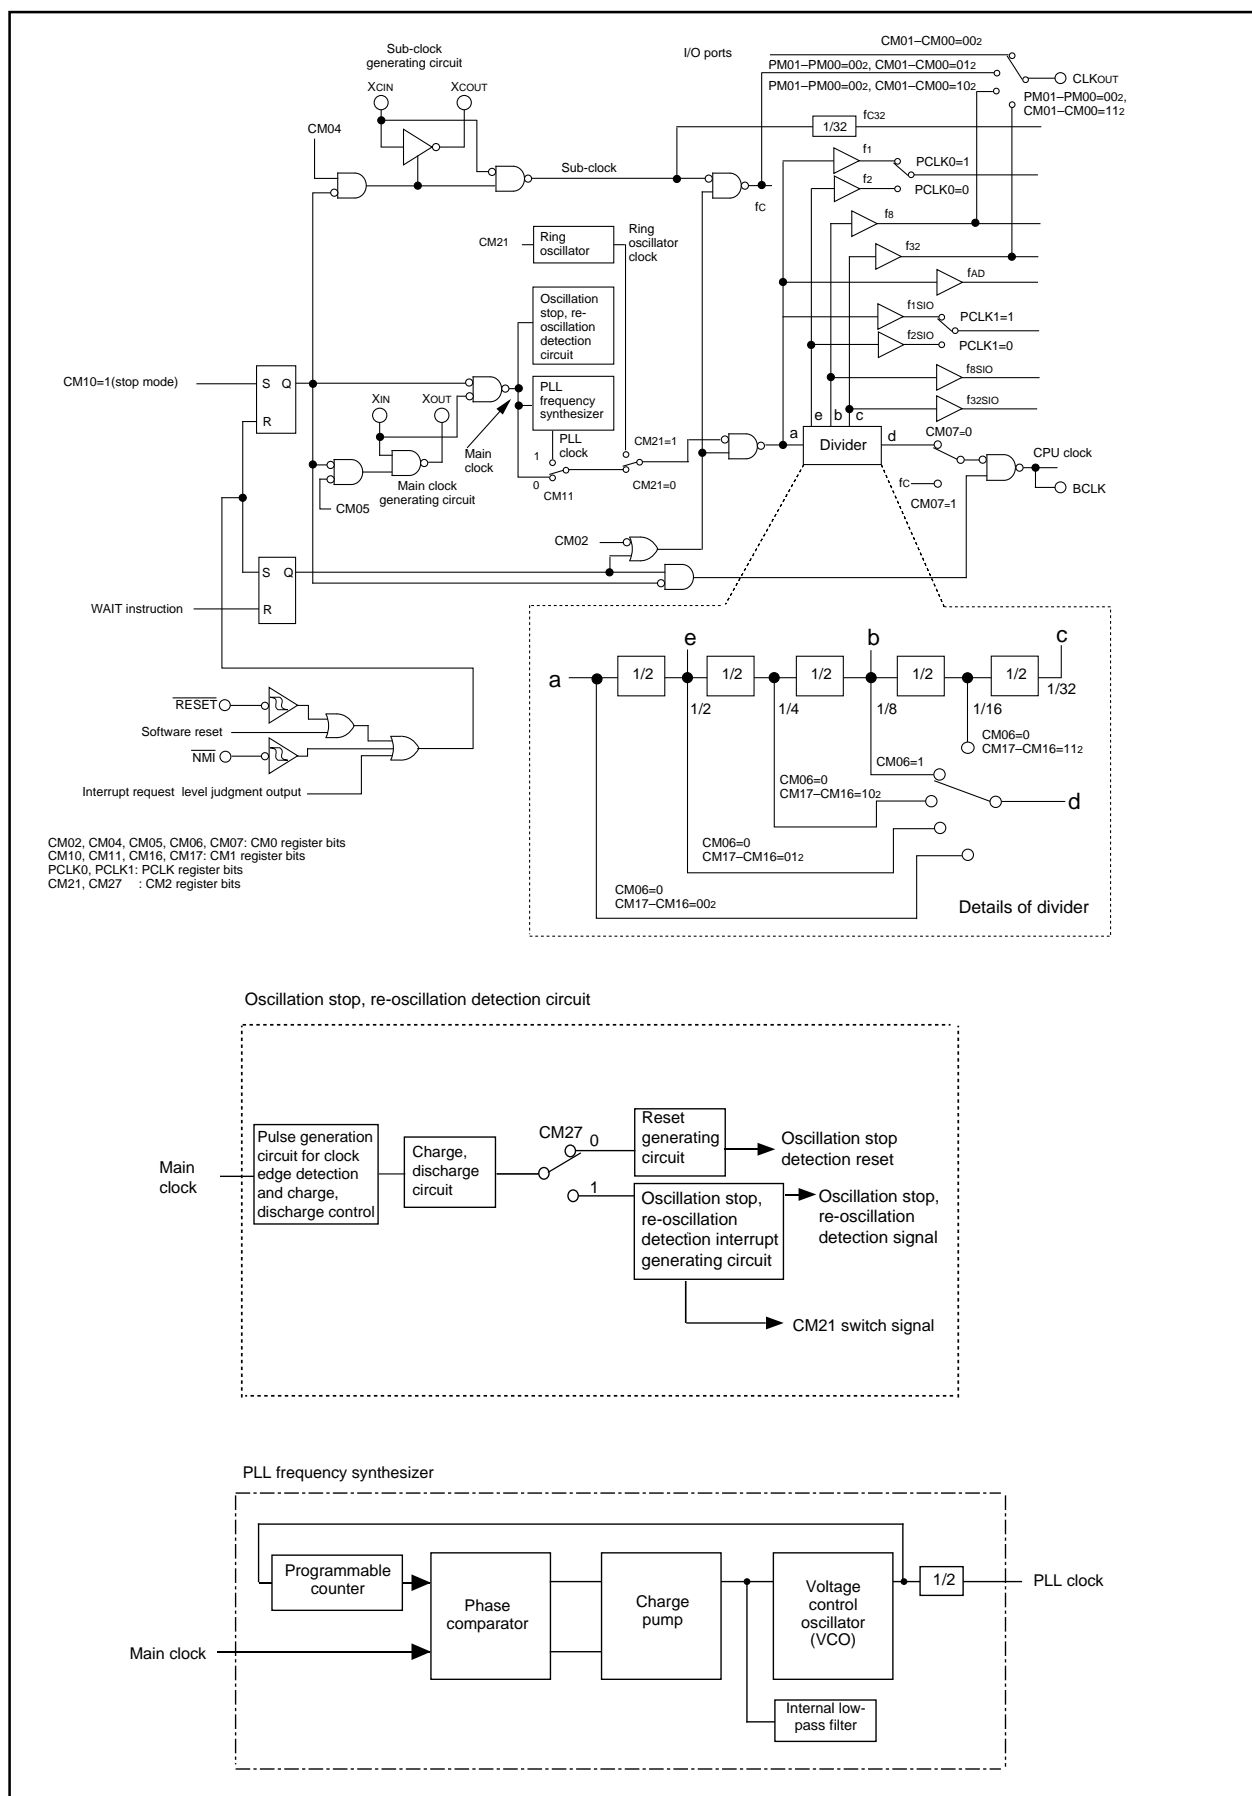 Sub-clock
generating circuit
I/O ports
CM01–CM00=002
PM01–PM00=002, CM01–CM00=012
PM01–PM00=002, CM01–CM00=102
CLKOUT
PM01–PM00=002,
CM01–CM00=112
XCIN
XCOUT
CM04
1/32
fC32
f1
PCLK0=1
Sub-clock
f2
PCLK0=0
fC
f8
CM21
Ring
oscillator
Ring
oscillator
clock
f32
fAD
Oscillation
stop, re-
oscillation
detection
circuit
f1SIO
PCLK1=1
f2SIO
PCLK1=0
CM10=1(stop mode)
S
Q
R
XIN
XOUT
PLL
frequency
synthesizer
f8SIO
f32SIO
e
b
c
Main
clock
PLL
clock
1
0
CM11
CM21=1
CM21=0
a
Divider
d
CM07=0
CPU clock
BCLK
fC
CM07=1
Main clock
generating circuit
CM05
CM02
S
Q
R
WAIT instruction
RESET
Software reset
NMI
Interrupt request level judgment output
a
1/2
e
1/2
1/2
b
1/2
1/2
c
1/2
1/4
1/8
1/16
1/32
CM06=0
CM17–CM16=112
CM06=1
CM06=0
CM17–CM16=102
d
CM06=0
CM17–CM16=012
CM06=0
CM17–CM16=002
Details of divider
CM02, CM04, CM05, CM06, CM07: CM0 register bits
CM10, CM11, CM16, CM17: CM1 register bits
PCLK0, PCLK1: PCLK register bits
CM21, CM27 : CM2 register bits
Oscillation stop, re-oscillation detection circuit
Main
clock
Pulse generation
circuit for clock
edge detection
and charge,
discharge control
Charge,
discharge
circuit
CM27
0
1
Reset
generating
circuit
Oscillation stop
detection reset
Oscillation stop,
re-oscillation
detection interrupt
generating circuit
Oscillation stop,
re-oscillation
detection signal
CM21 switch signal
PLL frequency synthesizer
Programmable
counter
Phase
comparator
Charge
pump
Voltage
control
oscillator
(VCO)
1/2
PLL clock
Main clock
Internal low-
pass filter